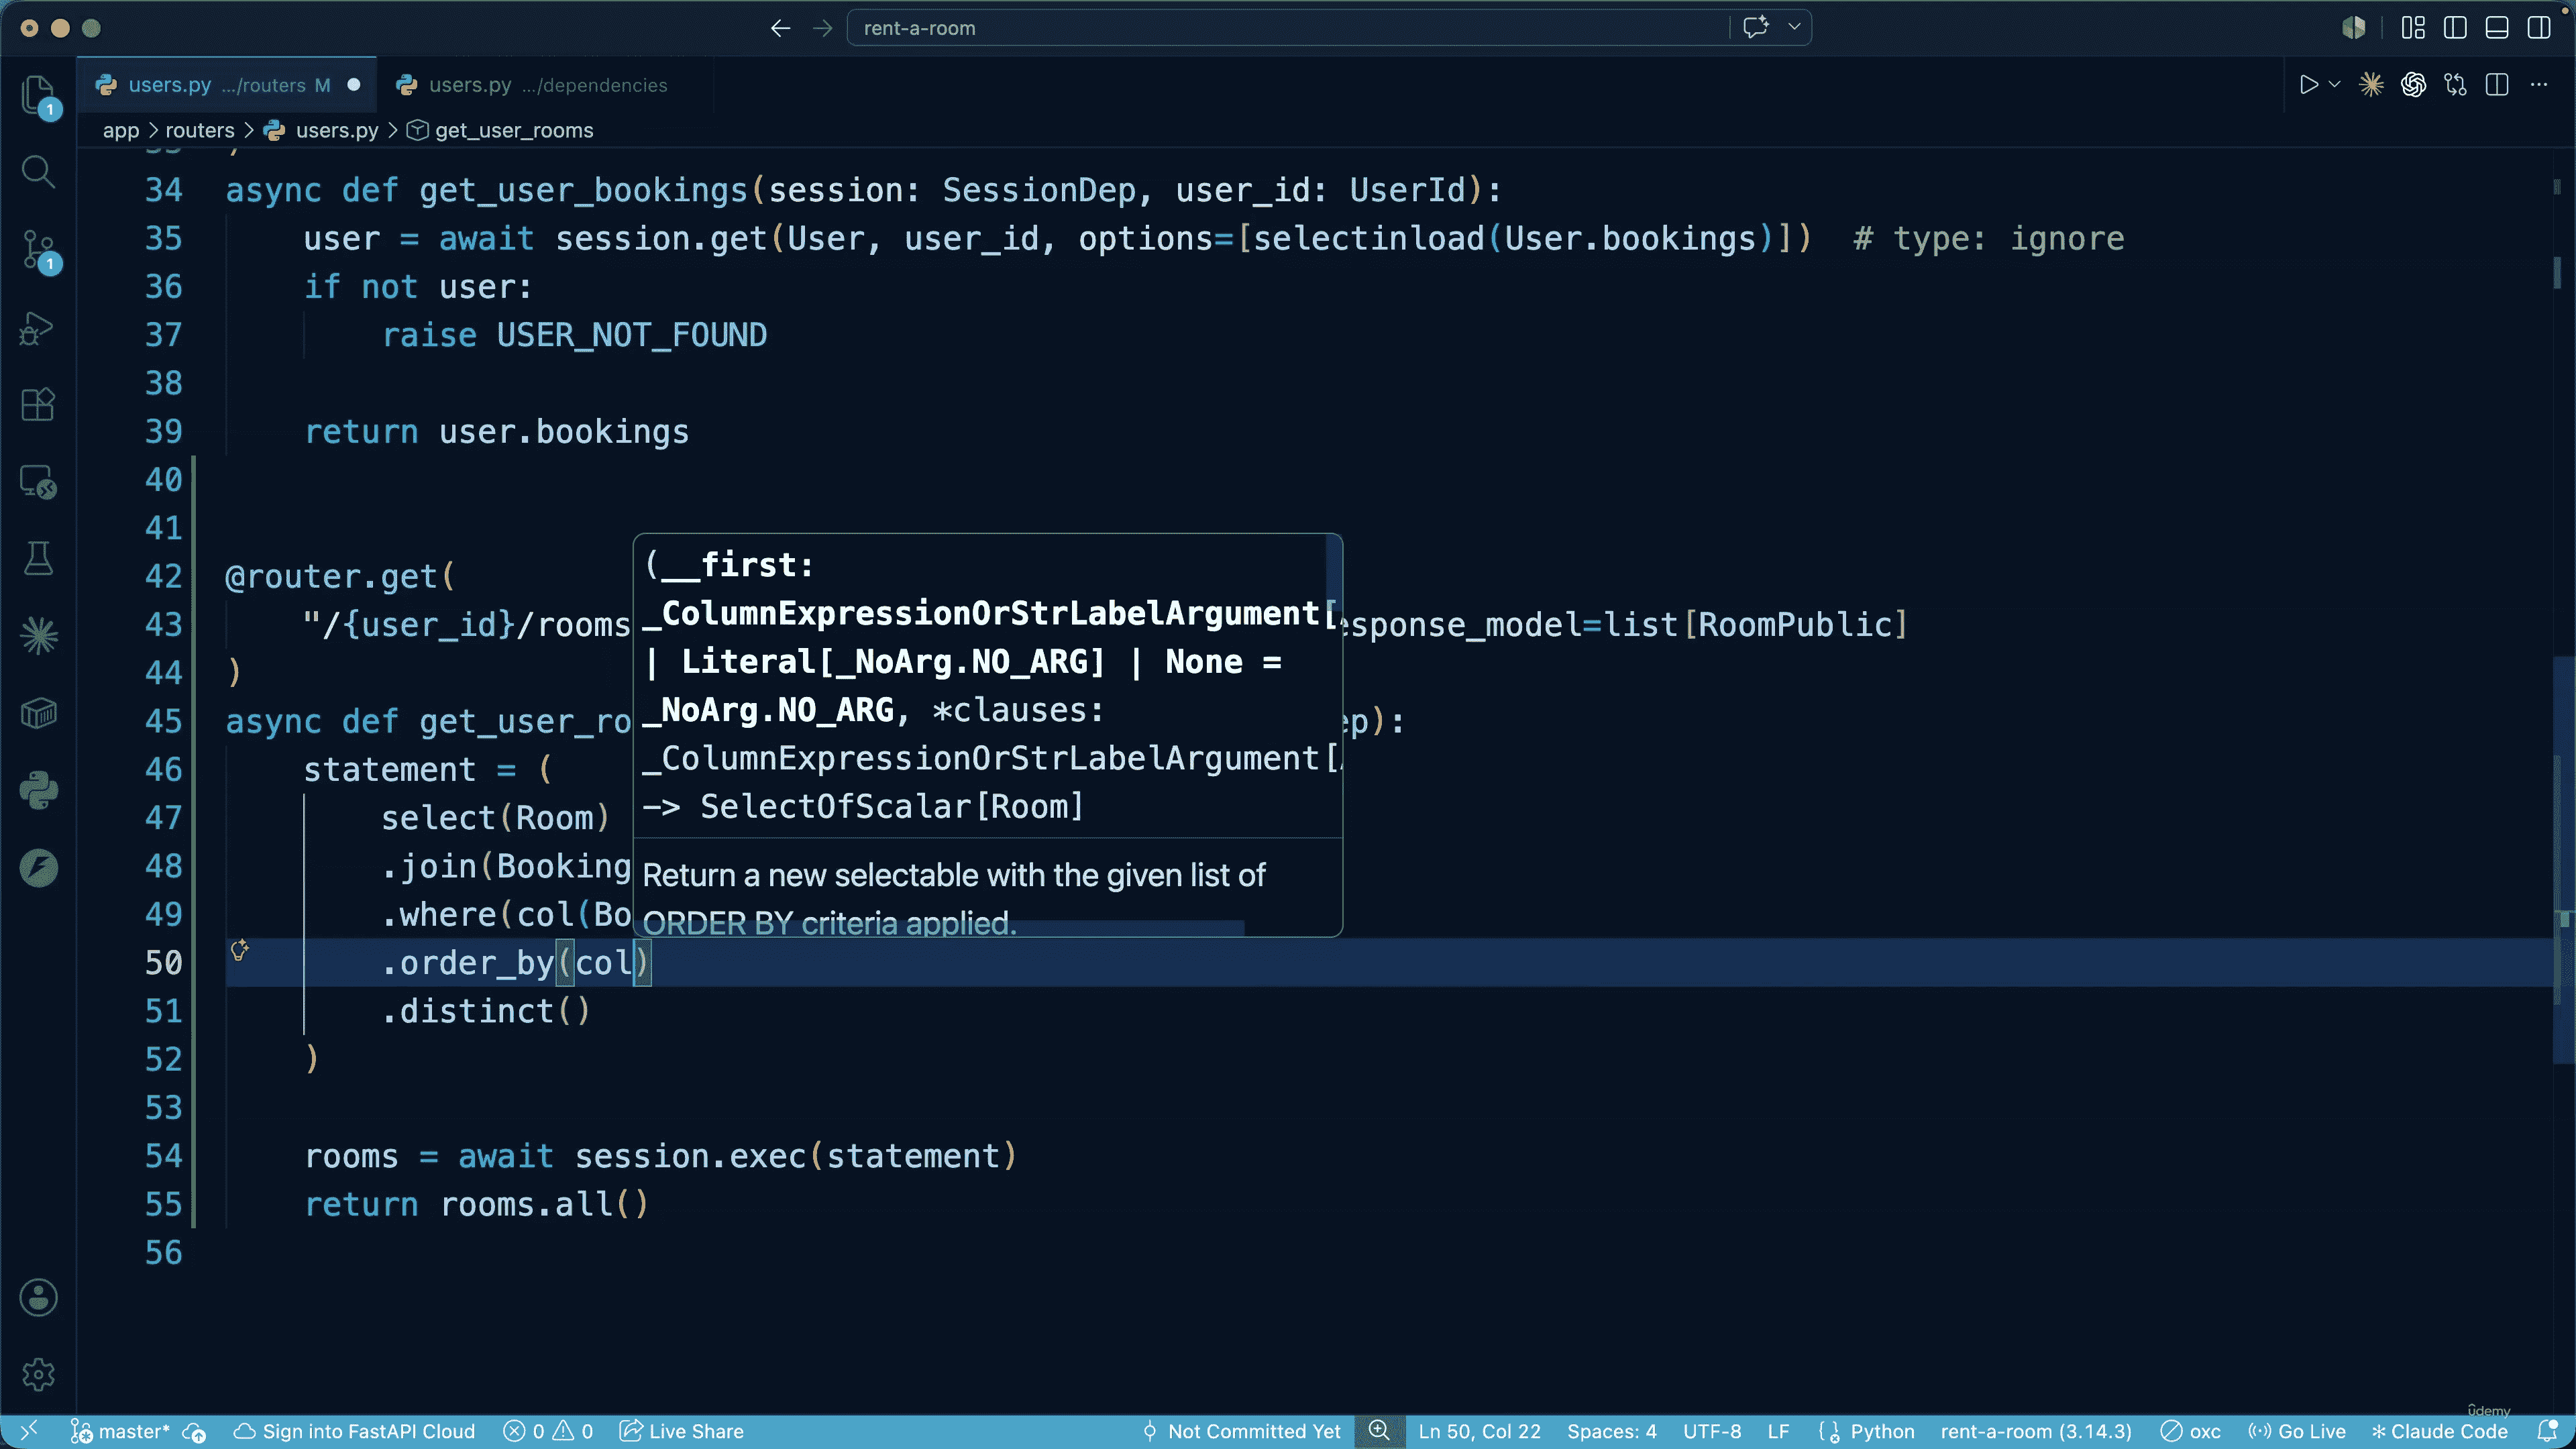 rent-a-room
users.py .../routers M
users.py .../dependencies
app > routers > users.py > get_user_rooms
1
1
34 async def get_user_bookings(session: SessionDep, user_id: UserId):
35 user = await session.get(User, user_id, options=[selectinload(User.bookings)]) # type: ignore
36 if not user:
37 raise USER_NOT_FOUND
38
39 return user.bookings
40
41
42 @router.get(
43 "/{user_id}/rooms esponse_model=list[RoomPublic]
44 )
45 async def get_user_ro ep):
46 statement = (
47 select(Room)
48 .join(Booking
49 .where(col(Bo
50 .order_by(col)
51 .distinct()
52 )
53
54 rooms = await session.exec(statement)
55 return rooms.all()
56
(__first:
_ColumnExpressionOrStrLabelArgument[
| Literal[_NoArg.NO_ARG] | None =
_NoArg.NO_ARG, *clauses:
_ColumnExpressionOrStrLabelArgument[
-> SelectOfScalar[Room]
Return a new selectable with the given list of
ORDER BY criteria applied.
udemy
master* Sign into FastAPI Cloud 0 0 Live Share Not Committed Yet Ln 50, Col 22 Spaces: 4 UTF-8 LF Python rent-a-room (3.14.3) oxc Go Live Claude Code